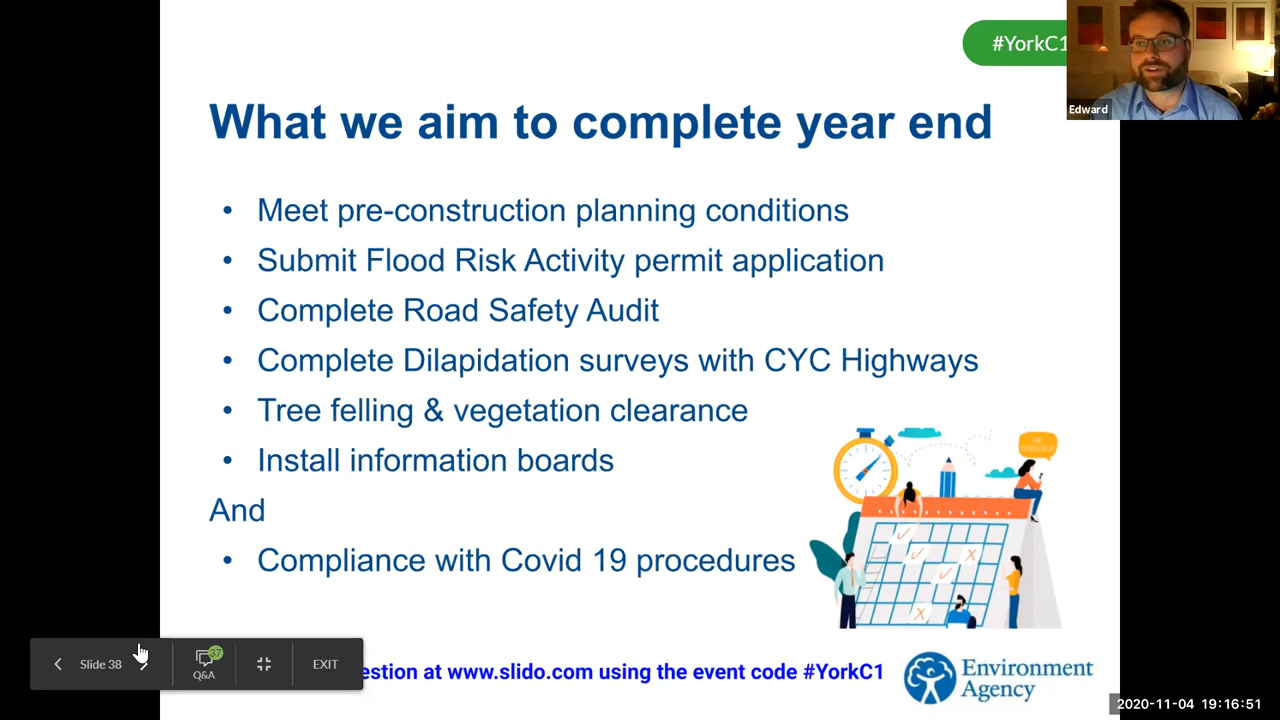 #YorkC1
Edward
What we aim to complete year end
• Meet pre-construction planning conditions
• Submit Flood Risk Activity permit application
• Complete Road Safety Audit
• Complete Dilapidation surveys with CYC Highways
• Tree felling & vegetation clearance
• Install information boards
And
• Compliance with Covid 19 procedures
Slide 38
37
Q&A
EXIT
estion at www.slido.com using the event code #YorkC1
Environment
Agency
2020-11-04 19:16:51